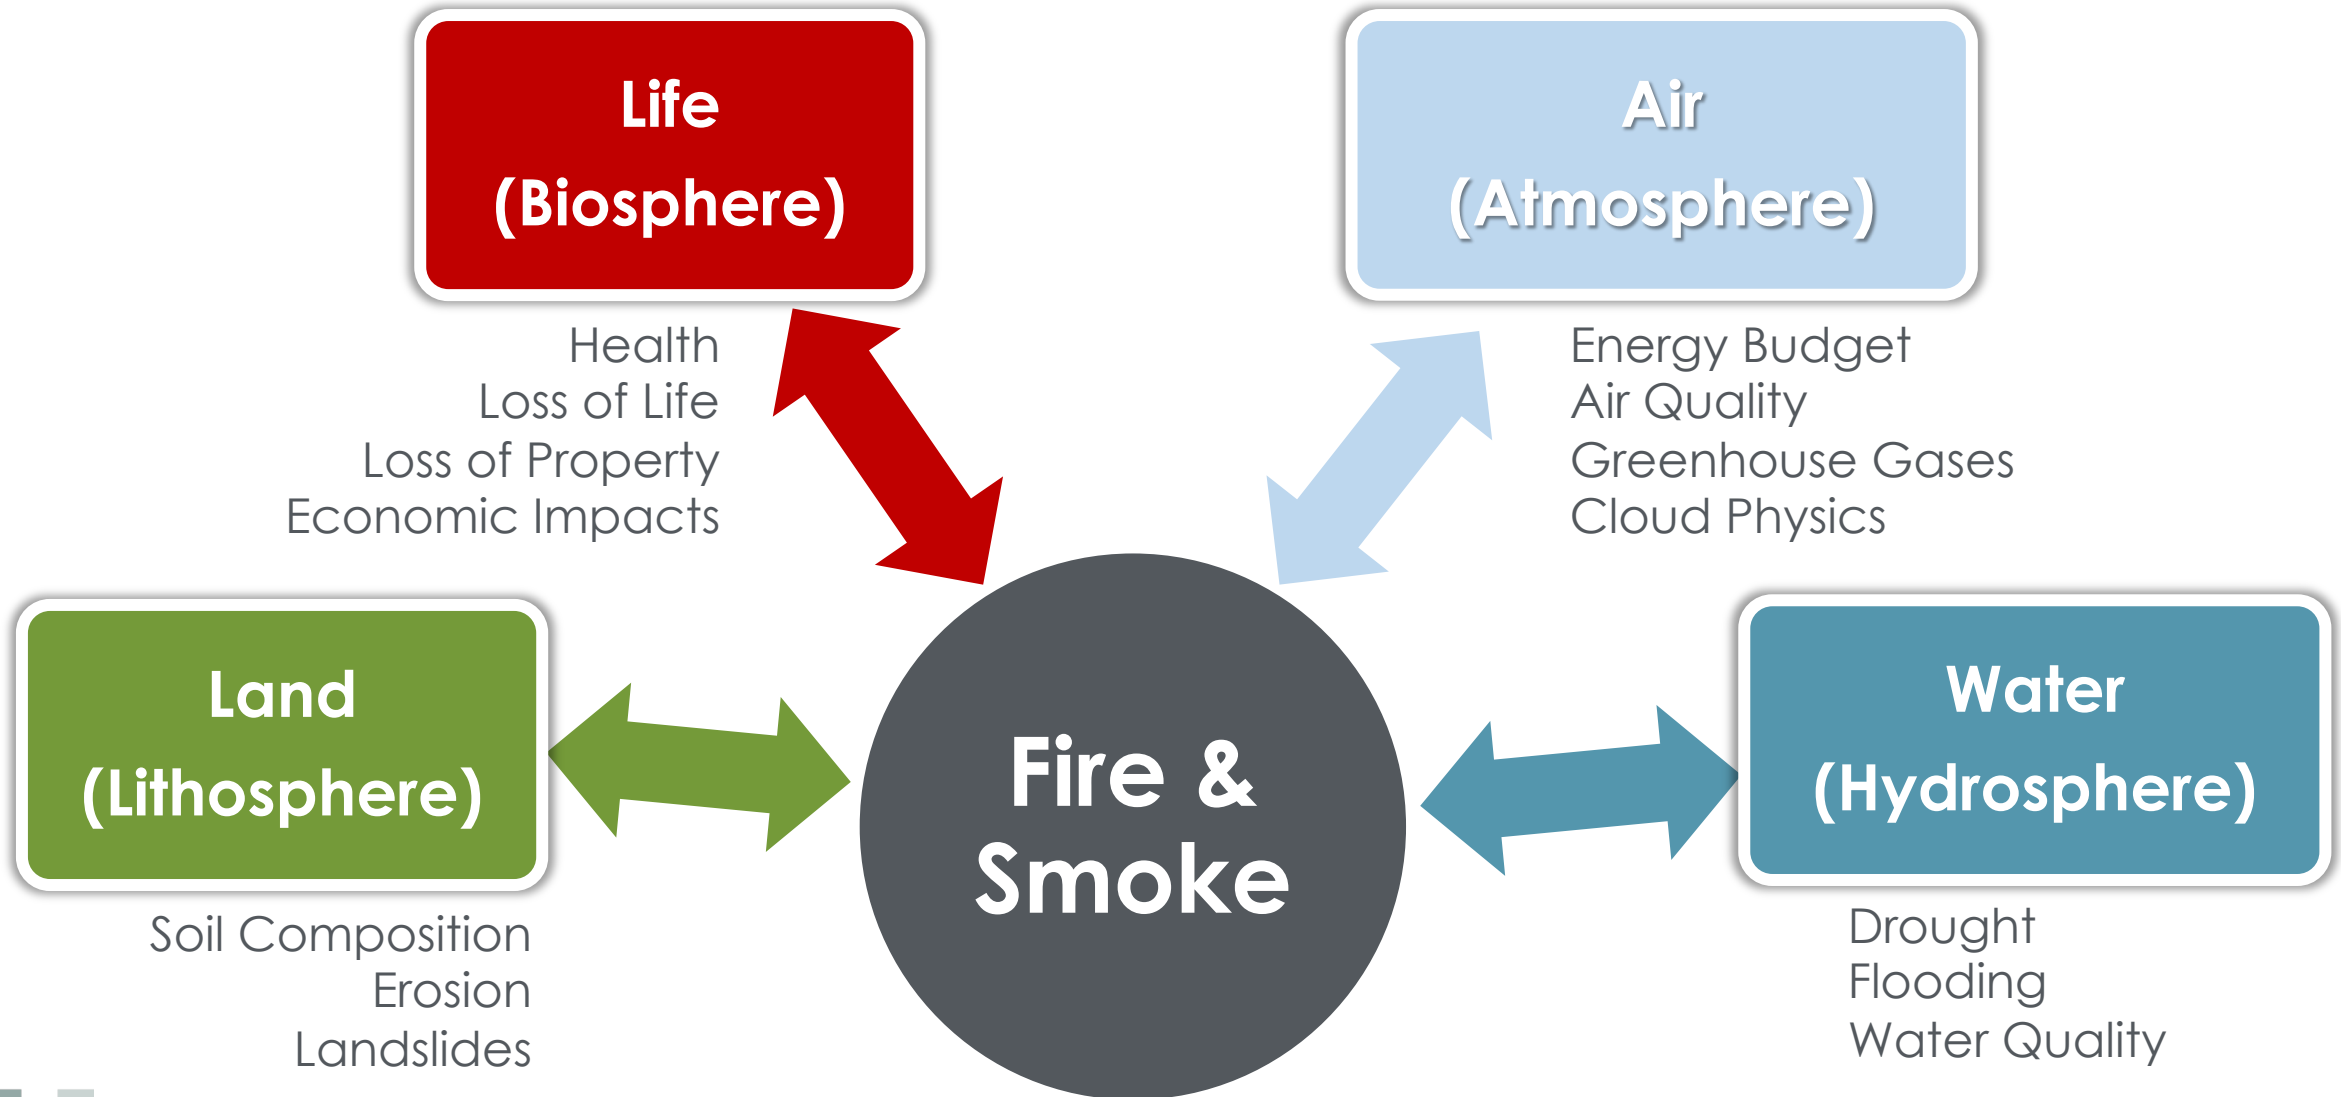 Life
(Biosphere)
Health
Loss of Life
Loss of Property
Economic Impacts
Air
(Atmosphere)
Energy Budget
Air Quality
Greenhouse Gases
Cloud Physics
Land
(Lithosphere)
Soil Composition
Erosion
Landslides
Fire &
Smoke
Water
(Hydrosphere)
Drought
Flooding
Water Quality